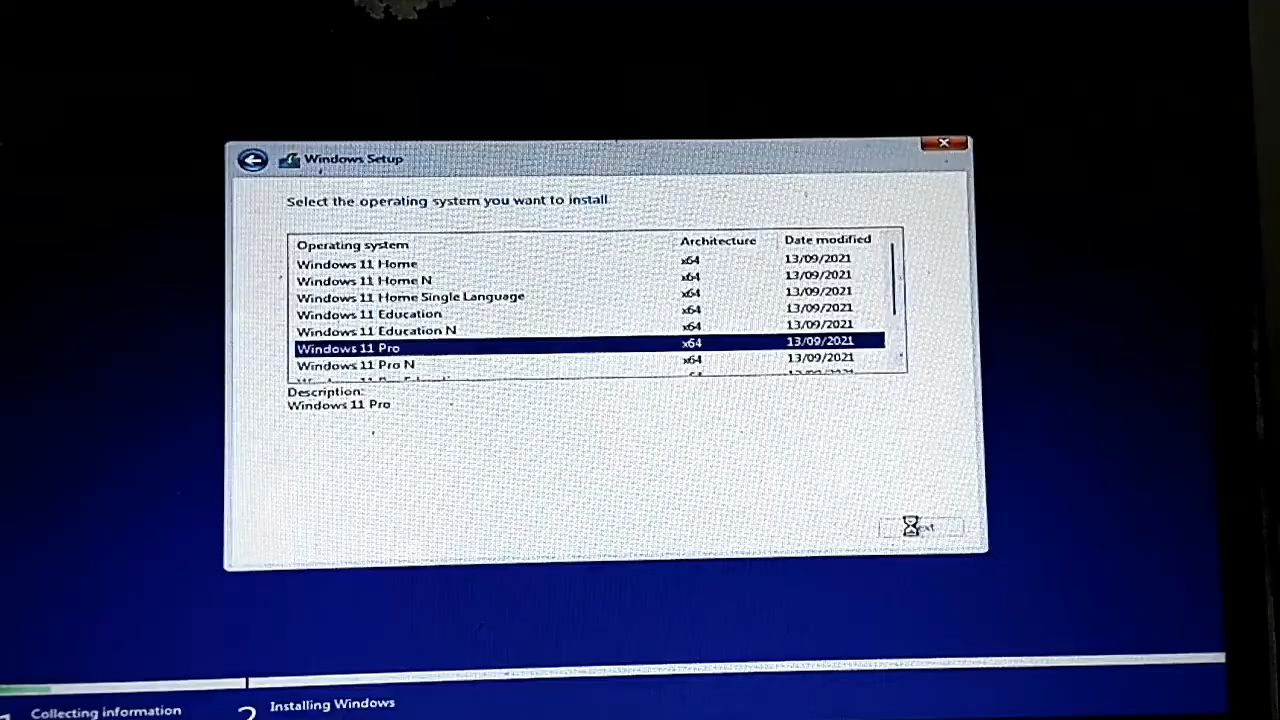 Windows Setup
Select the operating system you want to install
Operating system Architecture Date modified
Windows 11 Home x64 13/09/2021
Windows 11 Home N x64 13/09/2021
Windows 11 Home Single Language x64 13/09/2021
Windows 11 Education x64 13/09/2021
Windows 11 Education N x64 13/09/2021
Windows 11 Pro x64 13/09/2021
Windows 11 Pro N x64 13/09/2021
Description:
Windows 11 Pro
Collecting information
2 Installing Windows